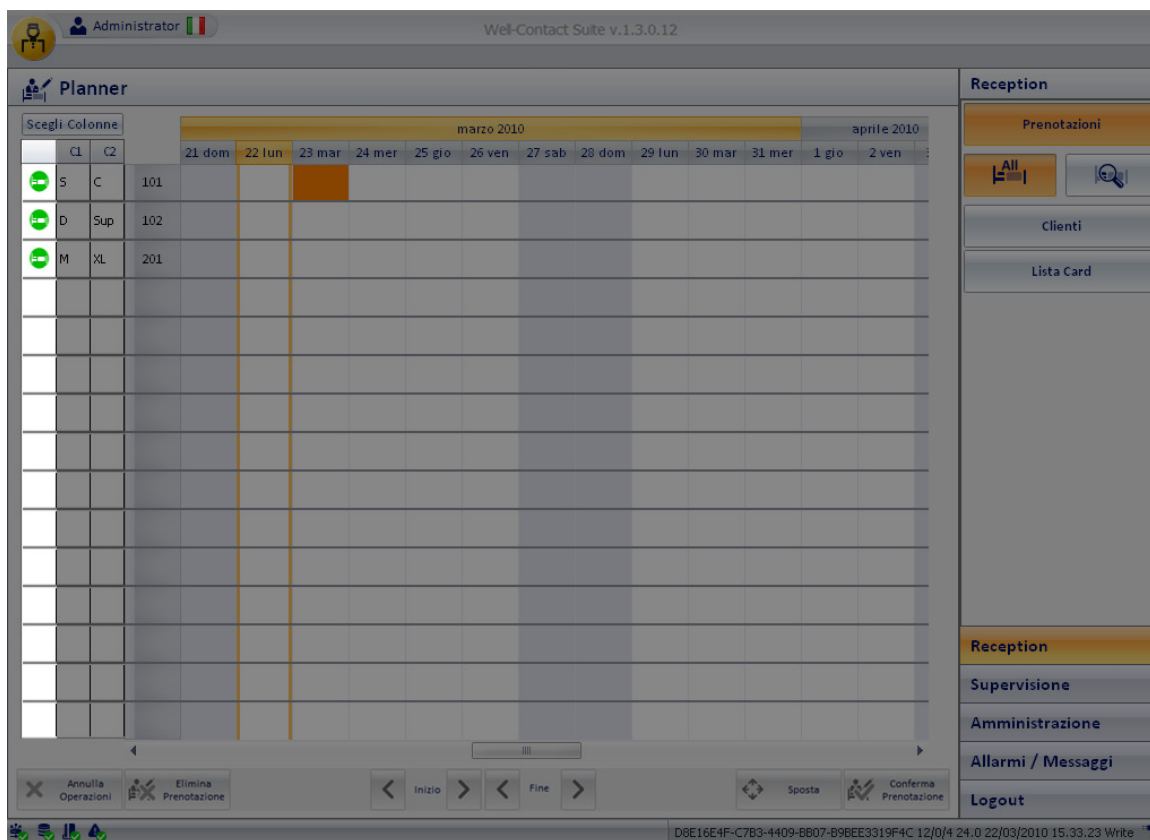 Administrator
Well-Contact Suite v.1.3.0.12
Planner
Scegli Colonne
marzo 2010 aprile 2010
C1 C2 21 dom 22 lun 23 mar 24 mer 25 gio 26 ven 27 sab 28 dom 29 lun 30 mar 31 mer 1 gio 2 ven
S C 101
D Sup 102
M XL 201
Annulla
Operazioni
Elimina
Prenotazione
Inizio
Fine
Sposta
Conferma
Prenotazione
Reception
Prenotazioni
All
Clienti
Lista Card
Reception
Supervisione
Amministrazione
Allarmi / Messaggi
Logout
D8E16E4F-C7B3-4409-BB07-B9BEE3319F4C 12/0/4 24.0 22/03/2010 15.33.23 Write